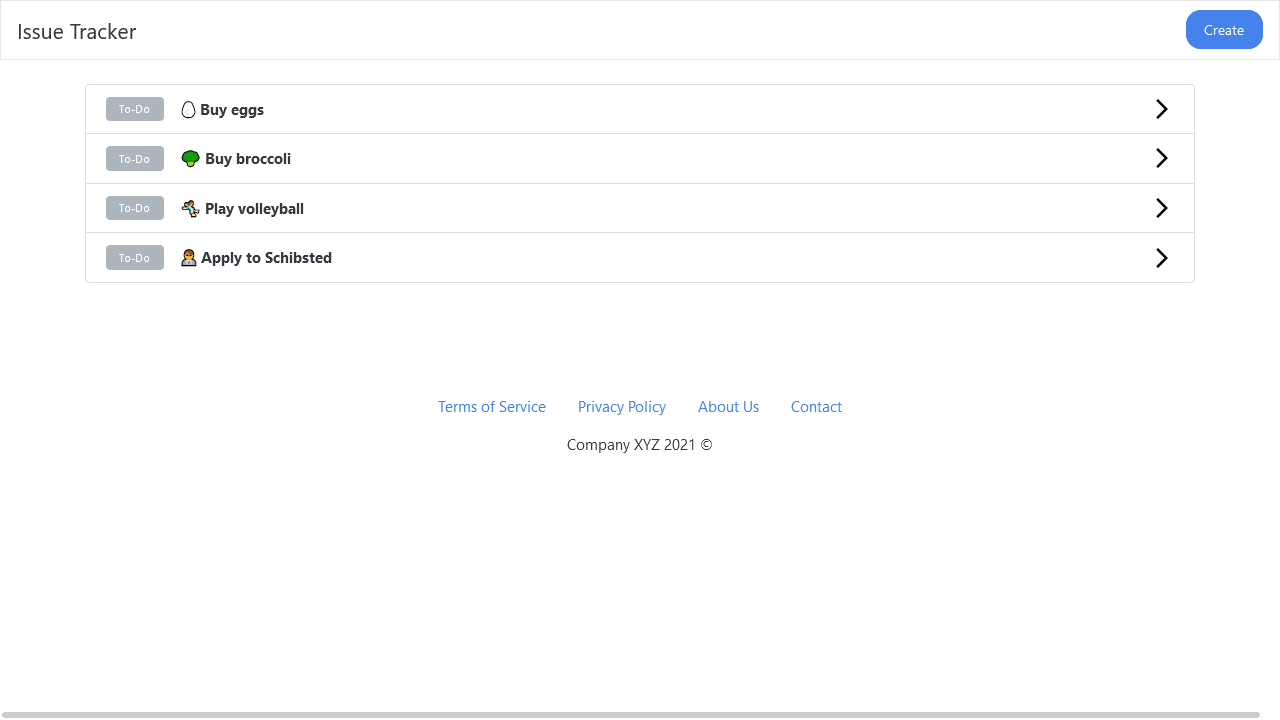 Issue Tracker
Create
To-Do 🥚 Buy eggs
To-Do 🥦 Buy broccoli
To-Do 🤾 Play volleyball
To-Do 👨‍💼 Apply to Schibsted
Terms of Service Privacy Policy About Us Contact
Company XYZ 2021 ©